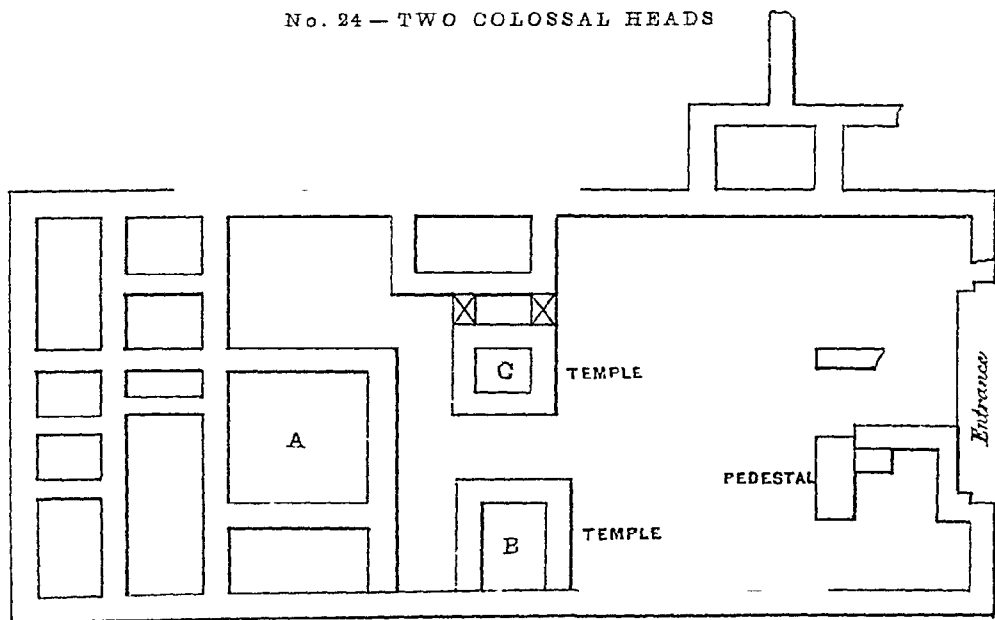 No. 24 — TWO COLOSSAL HEADS
C
TEMPLE
A
Entrance
PEDESTAL
B
TEMPLE